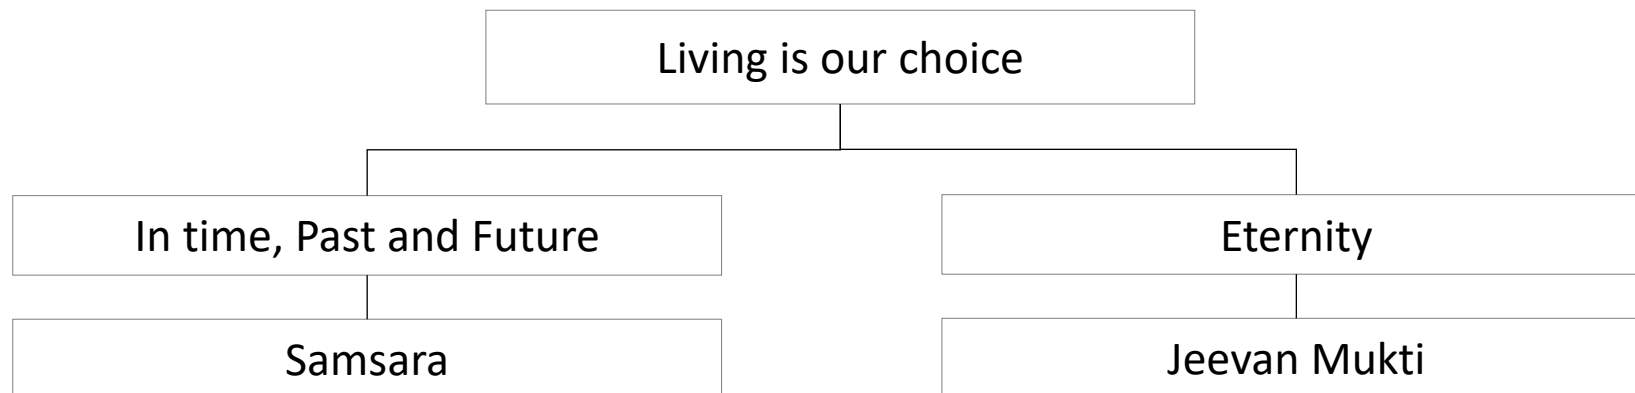 Living is our choice
In time, Past and Future
Eternity
Samsara
Jeevan Mukti